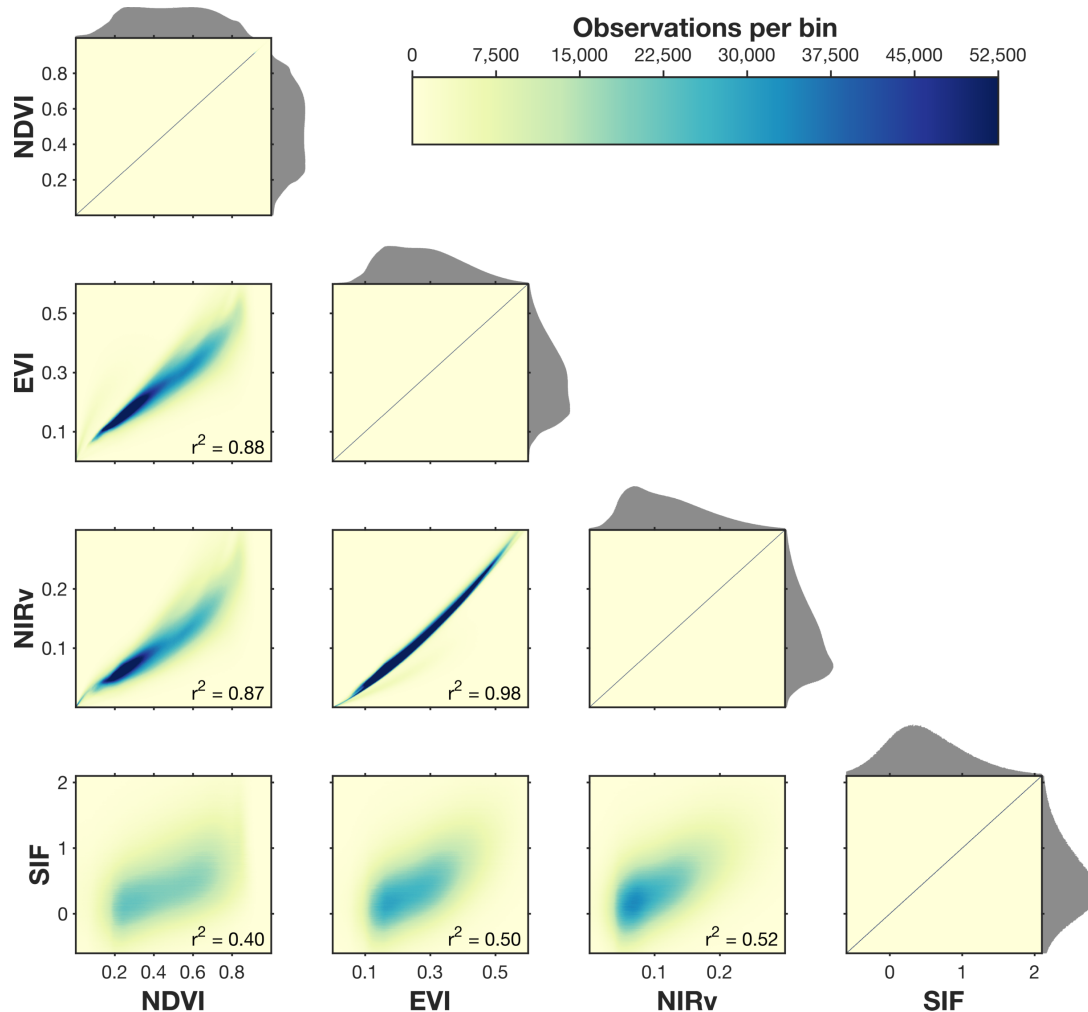 Observations per bin
0 7,500 15,000 22,500 30,000 37,500 45,000 52,500
NDVI
0.8
0.6
0.4
0.2
EVI
0.5
0.3
0.1
r² = 0.88
NIRv
0.2
0.1
r² = 0.87
r² = 0.98
SIF
2
1
0
r² = 0.40
r² = 0.50
r² = 0.52
0.2 0.4 0.6 0.8 0.1 0.3 0.5 0.1 0.2 0 1 2
NDVI EVI NIRv SIF